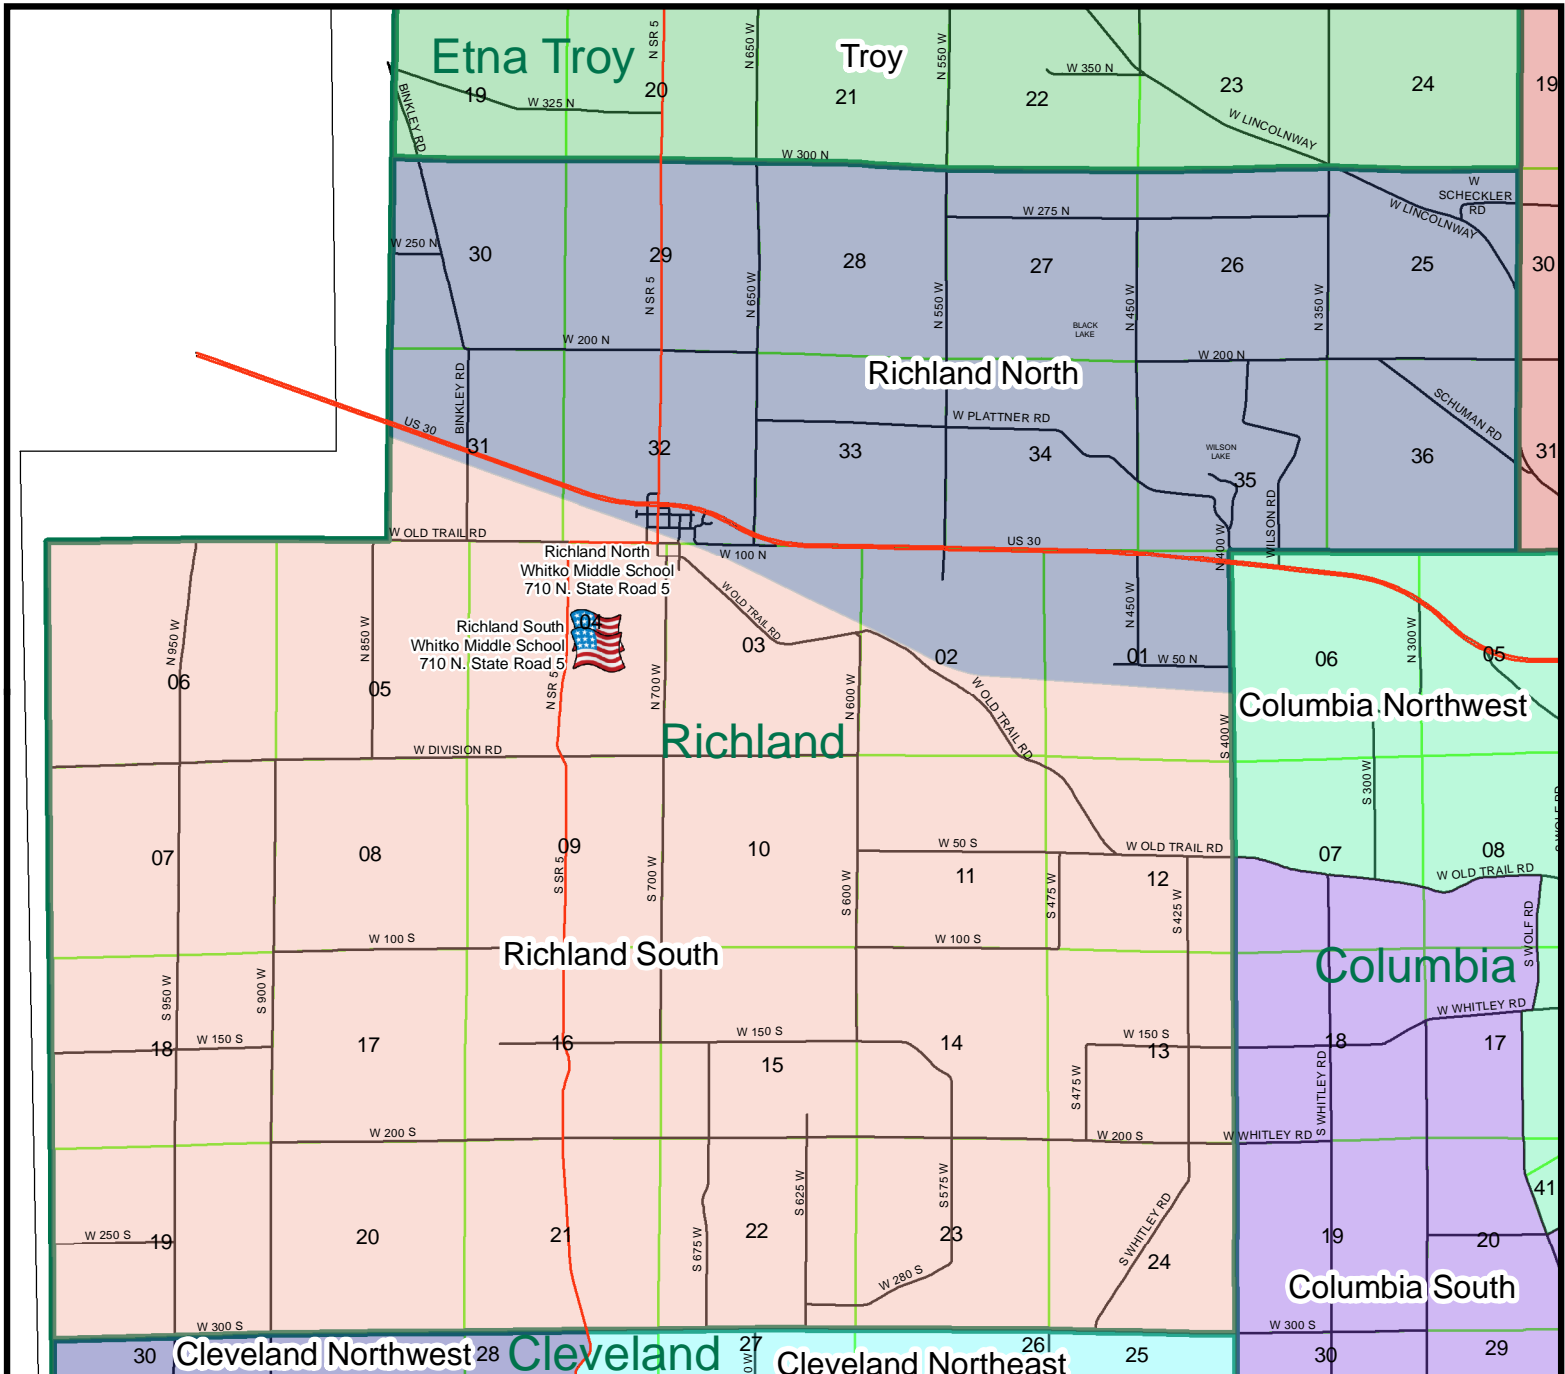 Etna Troy
Troy
N SR 5
N 650 W
N 550 W
W 350 N
19
20
21
22
23
24
19
W 325 N
BINKLEY RD
W LINCOLNWAY
W 300 N
W
SCHECKLER
RD
W LINCOLNWAY
W 275 N
W 250 N
30
29
28
27
26
25
30
N SR 5
N 650 W
N 550 W
N 450 W
N 350 W
BLACK
LAKE
W 200 N
W 200 N
Richland North
BINKLEY RD
SCHUMAN RD
US 30
W PLATTNER RD
31
32
33
34
WILSON
LAKE
35
36
31
W OLD TRAIL RD
W 100 N
US 30
N 400 W
WILSON RD
Richland North
Whitko Middle School
710 N. State Road 5
W OLD TRAIL RD
Richland South
Whitko Middle School
710 N. State Road 5
04
N 950 W
N 850 W
N SR 5
N 700 W
N 600 W
N 450 W
N 300 W
06
05
03
02
01
W 50 N
06
05
W OLD TRAIL RD
Columbia Northwest
Richland
S 400 W
W DIVISION RD
S 300 W
07
08
09
10
W 50 S
11
W OLD TRAIL RD
12
07
08
W OLD TRAIL RD
S SR 5
S 700 W
S 600 W
S 475 W
S 425 W
S WOLF RD
W 100 S
Richland South
W 100 S
Columbia
S 950 W
S 900 W
W WHITLEY RD
18
W 150 S
17
16
W 150 S
15
14
W 150 S
13
18
17
S 475 W
S WHITLEY RD
W 200 S
W 200 S
W WHITLEY RD
41
S 625 W
S 575 W
S WHITLEY RD
W 250 S
19
20
21
S 675 W
22
23
24
19
20
W 280 S
Columbia South
W 300 S
W 300 S
30
Cleveland Northwest
28
Cleveland
27
Cleveland Northeast
26
25
30
29